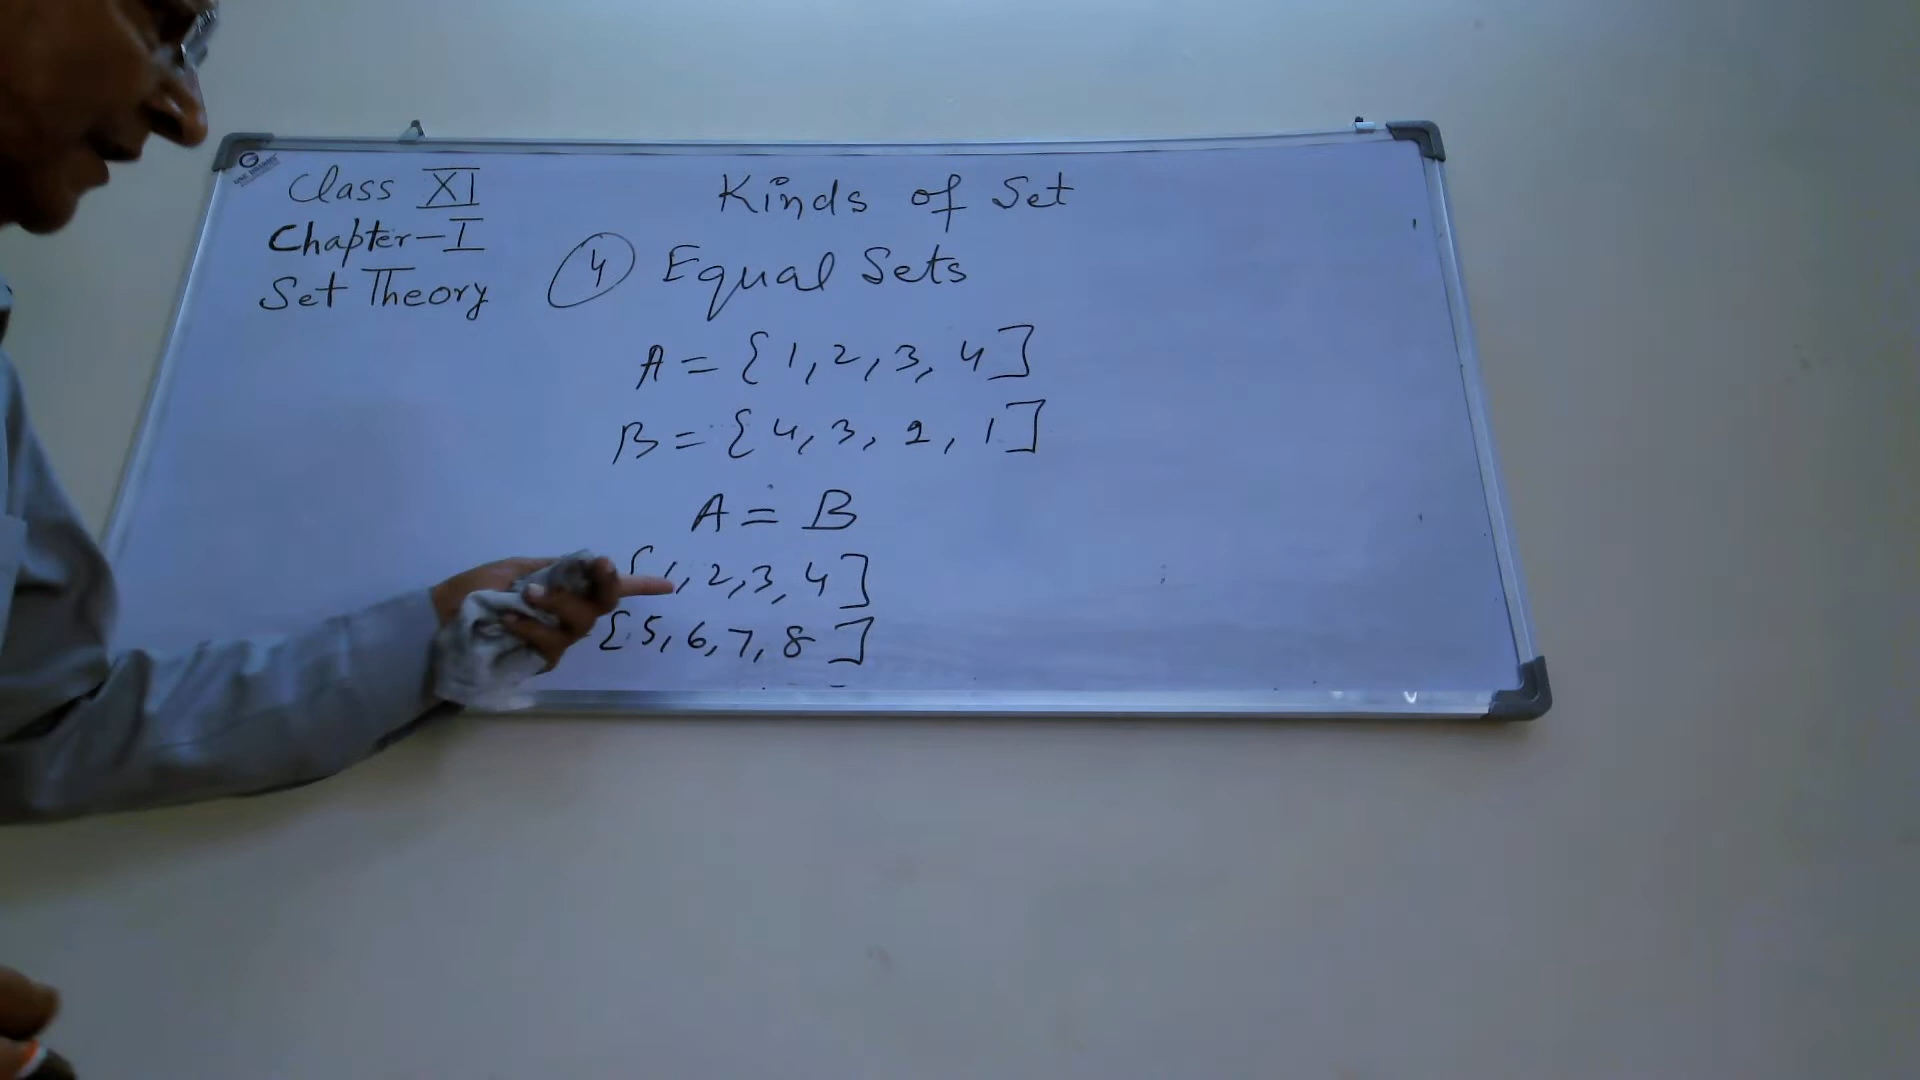 Class XI
Chapter-I
Set Theory
Kinds of Set
4 Equal Sets
A = {1, 2, 3, 4]
B = {4, 3, 2, 1]
A = B
{1, 2, 3, 4]
{5, 6, 7, 8]